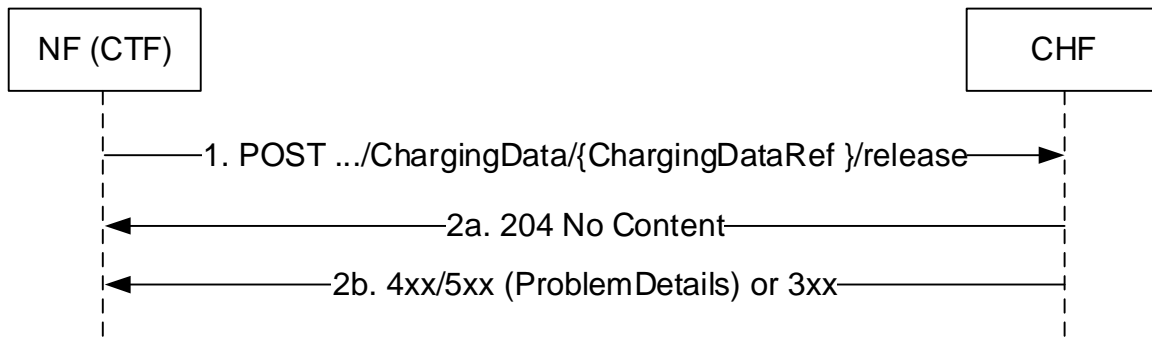 NF (CTF)
CHF
1. POST .../ChargingData/{ChargingDataRef }/release
2a. 204 No Content
2b. 4xx/5xx (ProblemDetails) or 3xx